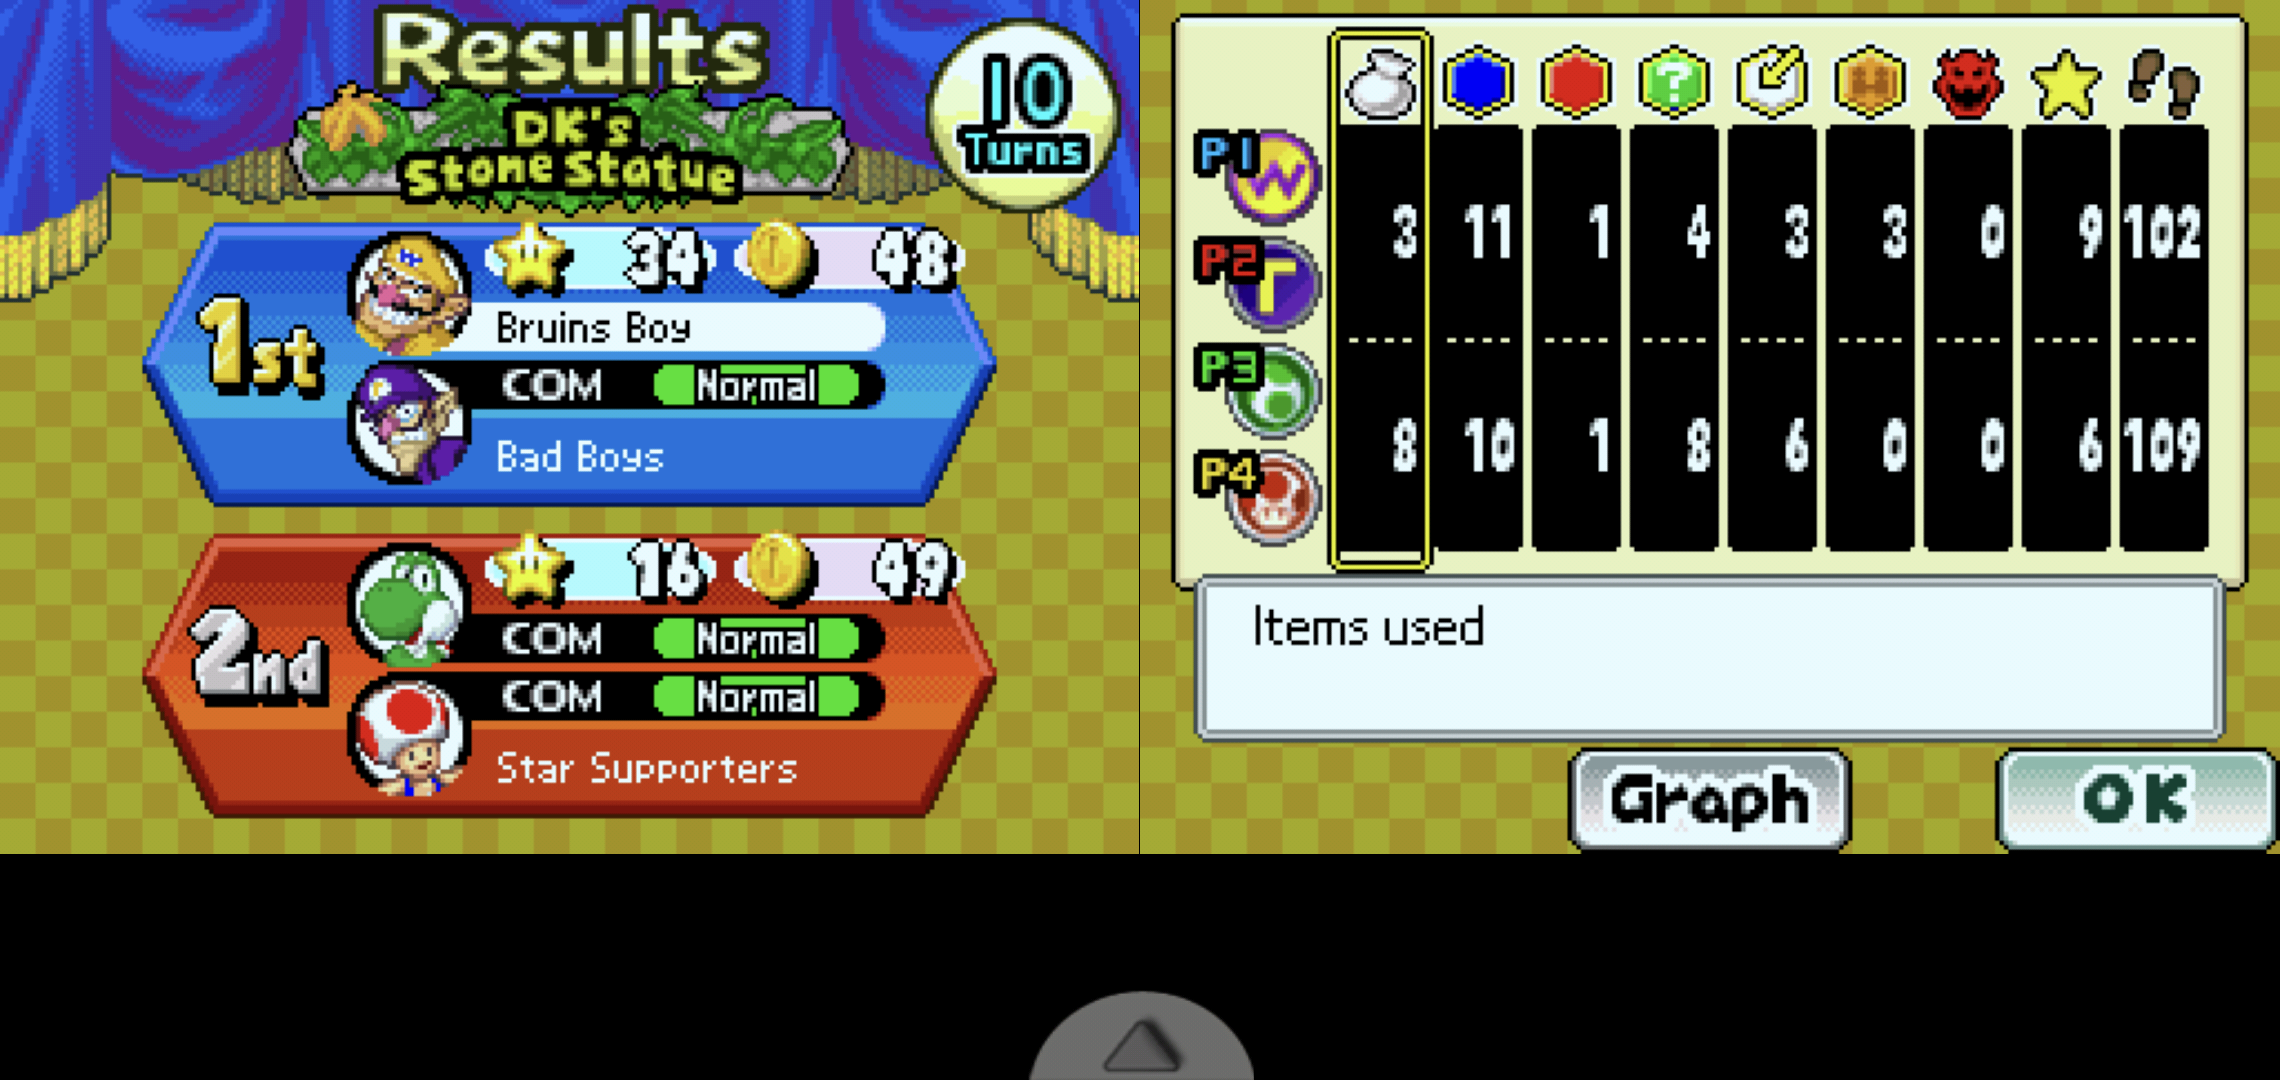 Results
DK's
Stone Statue
10
Turns
1st
34 48
Bruins Boy
COM Normal
Bad Boys
2nd
16 49
COM Normal
COM Normal
Star Supporters
?
P1 W
P2 Γ
P3
P4
3 11 1 4 3 3 0 9 102
8 10 1 8 6 0 0 6 109
Items used
Graph OK